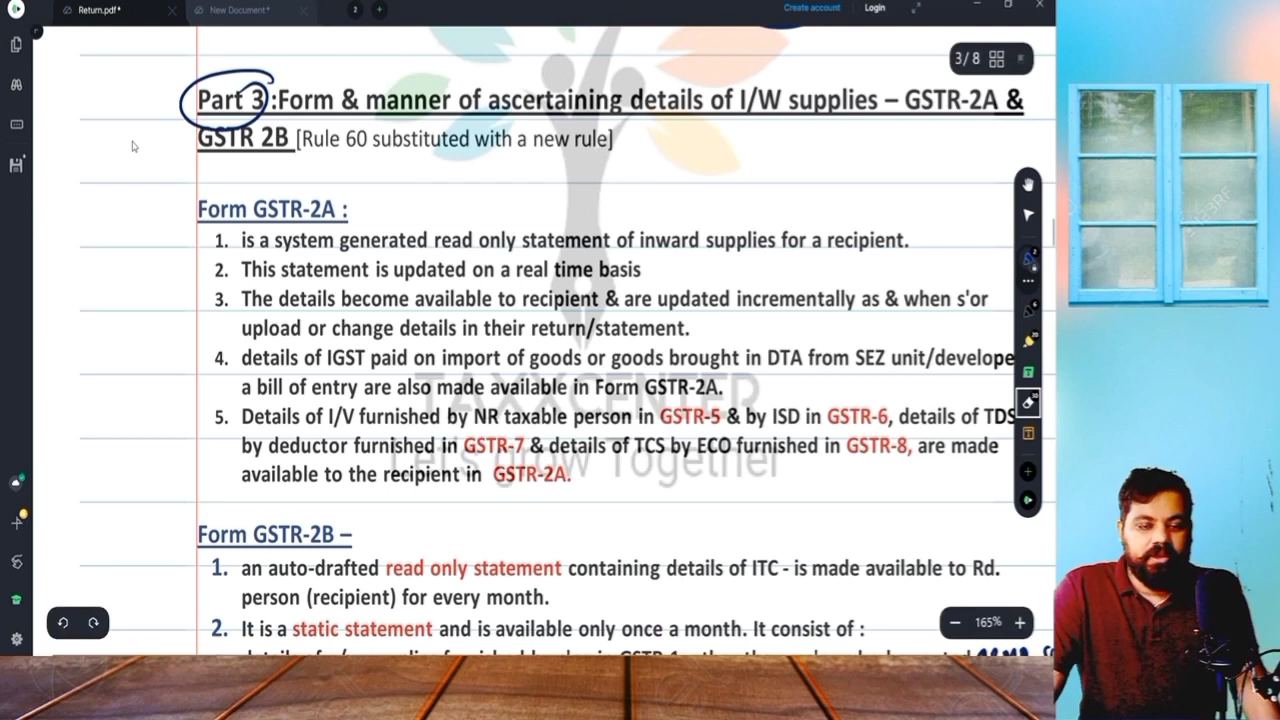 Return.pdf*
New Document*
2
Create account
Login
3/8
Part 3 :Form & manner of ascertaining details of I/W supplies – GSTR-2A &
GSTR 2B [Rule 60 substituted with a new rule]
Form GSTR-2A :
1. is a system generated read only statement of inward supplies for a recipient.
2. This statement is updated on a real time basis
3. The details become available to recipient & are updated incrementally as & when s'or
upload or change details in their return/statement.
4. details of IGST paid on import of goods or goods brought in DTA from SEZ unit/develope
a bill of entry are also made available in Form GSTR-2A.
5. Details of I/V furnished by NR taxable person in GSTR-5 & by ISD in GSTR-6, details of TDS
by deductor furnished in GSTR-7 & details of TCS by ECO furnished in GSTR-8, are made
available to the recipient in GSTR-2A.
TAXXCENTER
Let's grow Together
Form GSTR-2B –
1. an auto-drafted read only statement containing details of ITC - is made available to Rd.
person (recipient) for every month.
2. It is a static statement and is available only once a month. It consist of :
165%
123RF